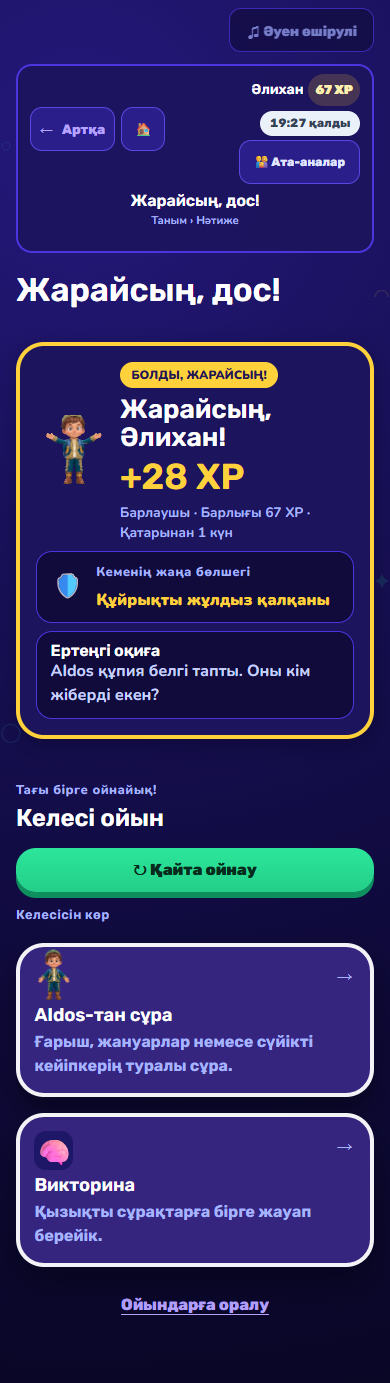 ♫ Әуен өшірулі
Әлихан 67 XP
← Артқа
19:27 қалды
Ата-аналар
Жарайсың, дос!
Таным › Нәтиже
Жарайсың, дос!
БОЛДЫ, ЖАРАЙСЫҢ!
Жарайсың,
Әлихан!
+28 XP
Барлаушы · Барлығы 67 XP ·
Қатарынан 1 күн
Кеменің жаңа бөлшегі
Құйрықты жұлдыз қалқаны
Ертеңгі оқиға
Aldos құпия белгі тапты. Оны кім
жіберді екен?
Тағы бірге ойнайық!
Келесі ойын
↻ Қайта ойнау
Келесісін көр
→
Aldos-тан сұра
Ғарыш, жануарлар немесе сүйікті
кейіпкерің туралы сұра.
→
Викторина
Қызықты сұрақтарға бірге жауап
берейік.
Ойындарға оралу